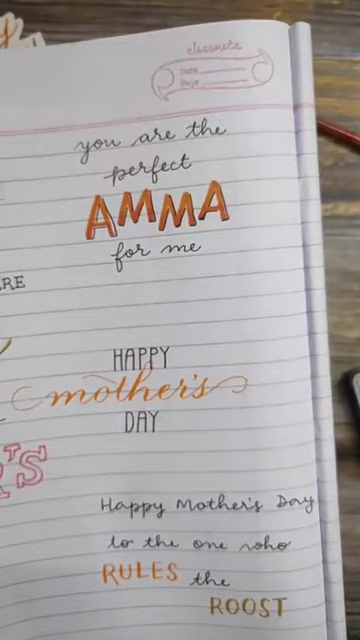 classmate
Date
Page
you are the
perfect
AMMA
for me
RE
HAPPY
mother's
DAY
T'S
Happy Mother's Day
to the one who
RULES the
ROOST